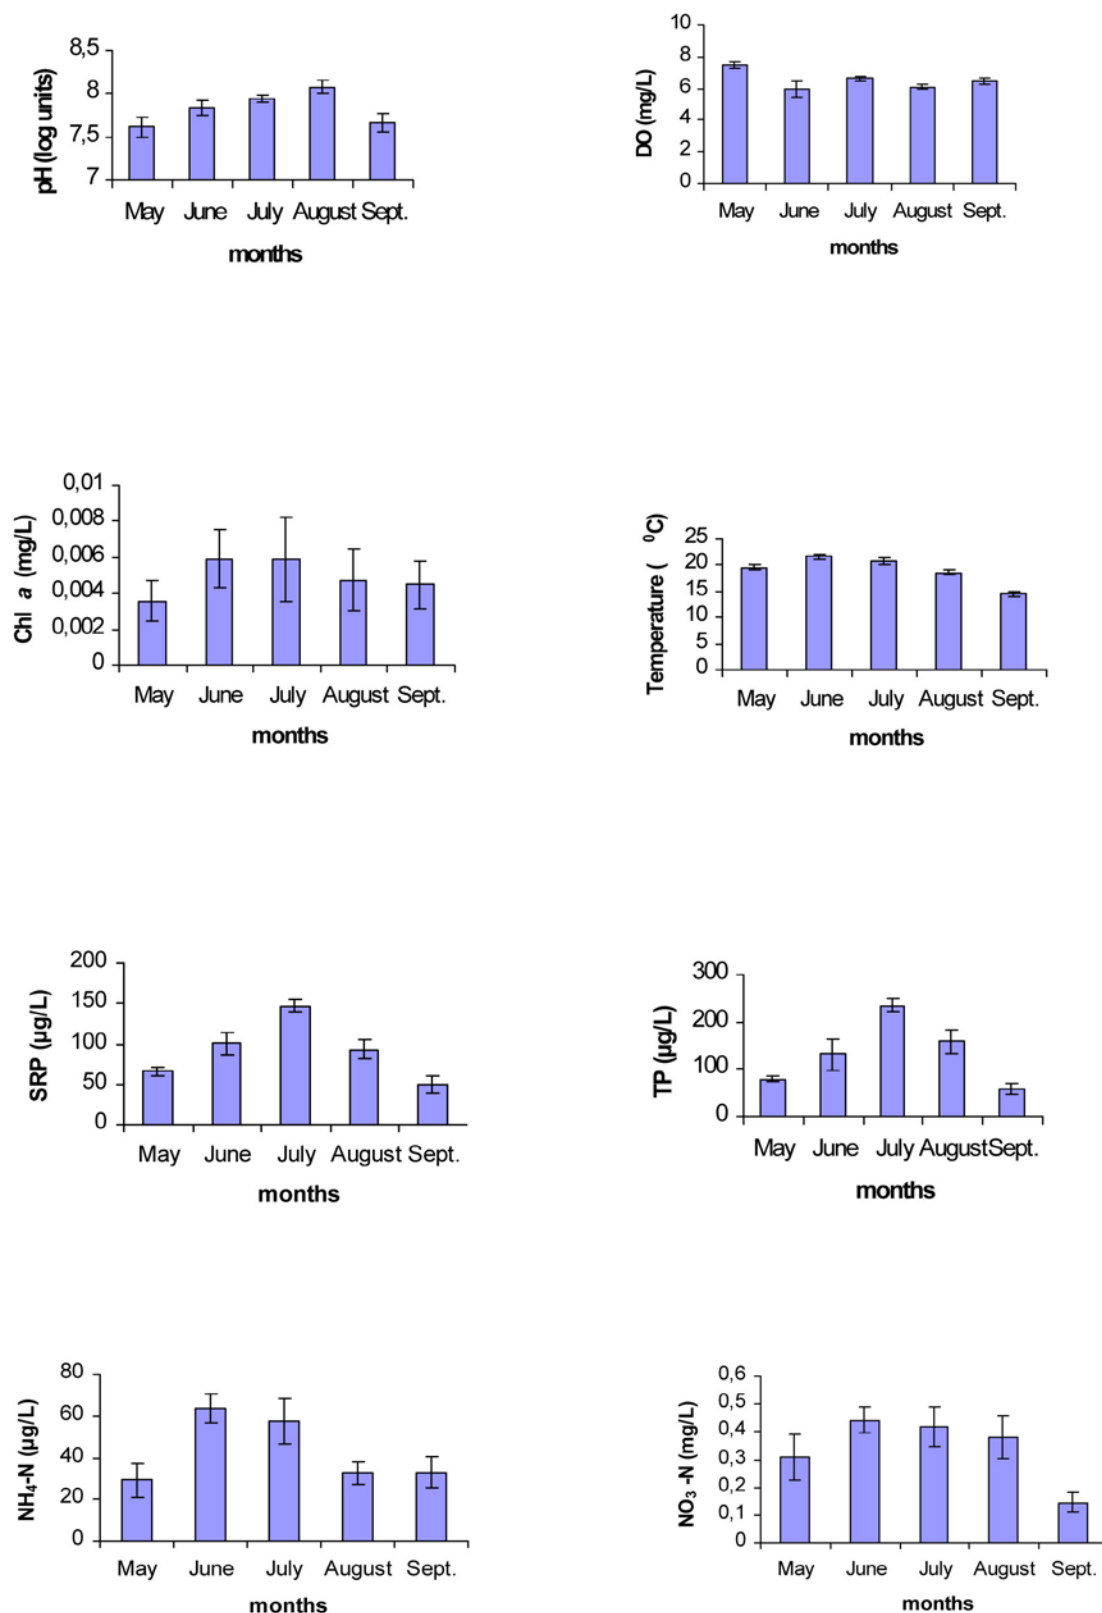 pH (log units)
8,5
8
7,5
7
May June July August Sept.
months
DO (mg/L)
10
8
6
4
2
0
May June July August Sept.
months
Chl a (mg/L)
0,01
0,008
0,006
0,004
0,002
0
May June July August Sept.
months
Temperature ( ⁰C)
25
20
15
10
5
0
May June July August Sept.
months
SRP (µg/L)
200
150
100
50
0
May June July August Sept.
months
TP (µg/L)
300
200
100
0
May June July August Sept.
months
NH₄-N (µg/L)
80
60
40
20
0
May June July August Sept.
months
NO₃ -N (mg/L)
0,6
0,5
0,4
0,3
0,2
0,1
0
May June July August Sept.
months